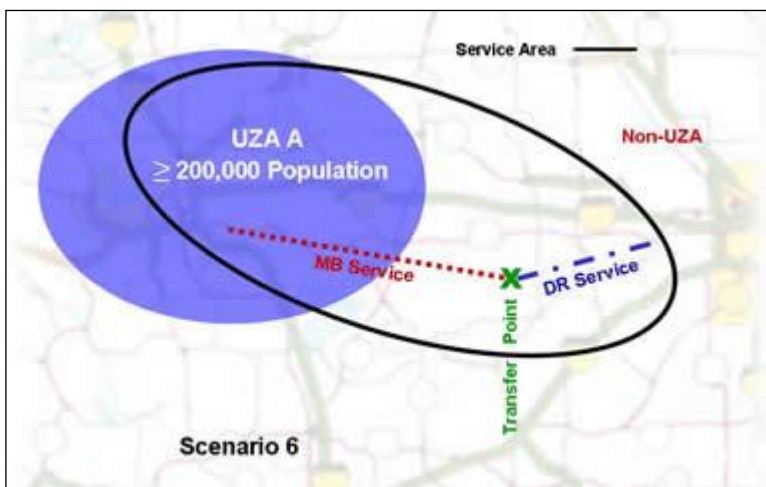 Service Area
UZA A
≥ 200,000 Population
Non-UZA
MB Service
DR Service
Transfer Point
Scenario 6